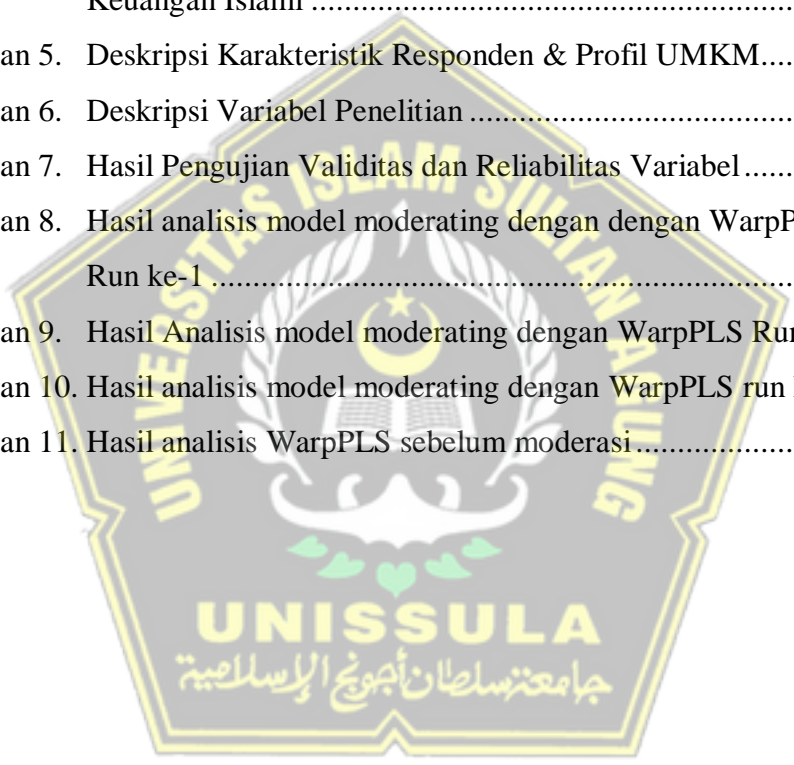 Keuangan Islami ........................................................
an 5. Deskripsi Karakteristik Responden & Profil UMKM....
an 6. Deskripsi Variabel Penelitian ......................................
an 7. Hasil Pengujian Validitas dan Reliabilitas Variabel.......
an 8. Hasil analisis model moderating dengan dengan WarpP
Run ke-1 .....................................................................
an 9. Hasil Analisis model moderating dengan WarpPLS Run
an 10. Hasil analisis model moderating dengan WarpPLS run
an 11. Hasil analisis WarpPLS sebelum moderasi....................
UNIVERSITAS ISLAM SULTAN AGUNG
UNISSULA
جامعة سلطان أجونج الإسلامية